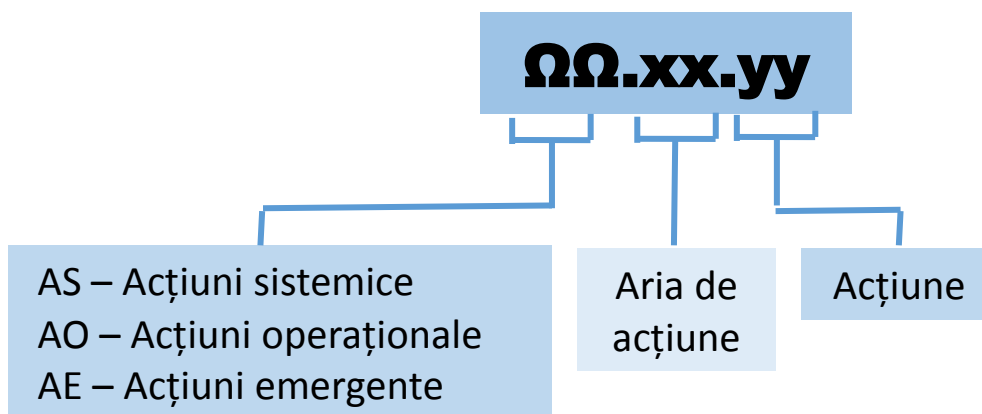 ΩΩ.xx.yy
AS – Acțiuni sistemice
AO – Acțiuni operaționale
AE – Acțiuni emergente
Aria de
acțiune
Acțiune